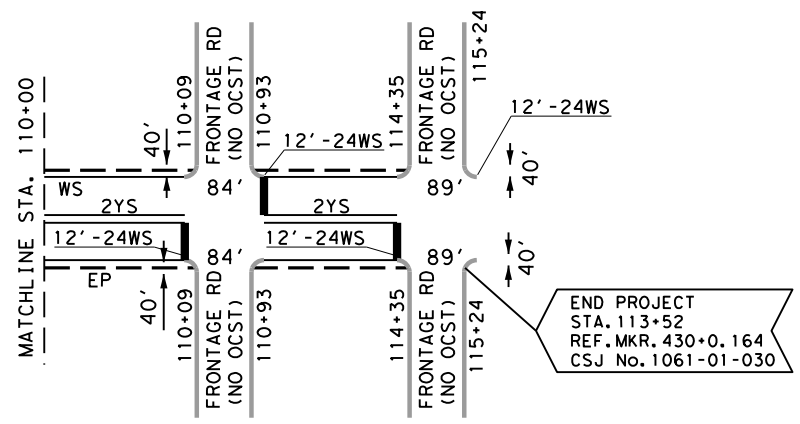 MATCHLINE STA. 110+00
40'
110+09
FRONTAGE RD
(NO OCST)
110+93
114+35
FRONTAGE RD
(NO OCST)
115+24
12'-24WS
12'-24WS
40'
WS
84'
89'
2YS
2YS
12'-24WS
84'
12'-24WS
89'
40'
EP
40'
110+09
FRONTAGE RD
(NO OCST)
110+93
114+35
FRONTAGE RD
(NO OCST)
115+24
END PROJECT
STA.113+52
REF.MKR.430+0.164
CSJ No.1061-01-030